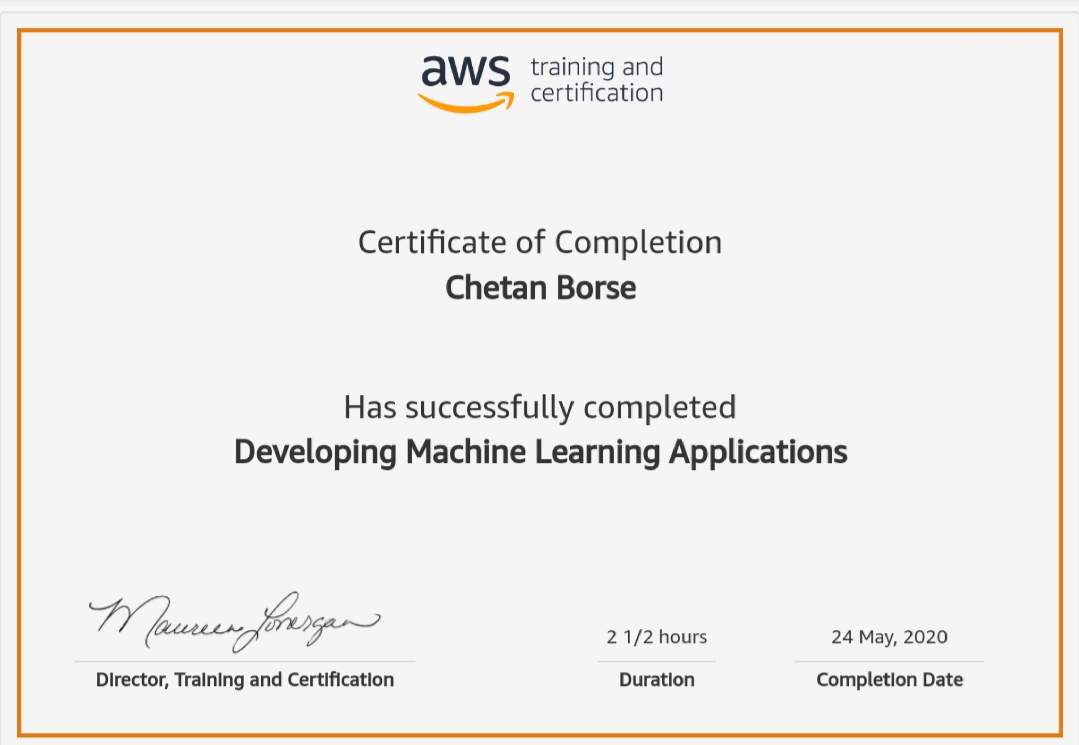 aws training and
certification
Certificate of Completion
Chetan Borse
Has successfully completed
Developing Machine Learning Applications
Maureen Lonergan
Director, Training and Certification
2 1/2 hours
Duration
24 May, 2020
Completion Date